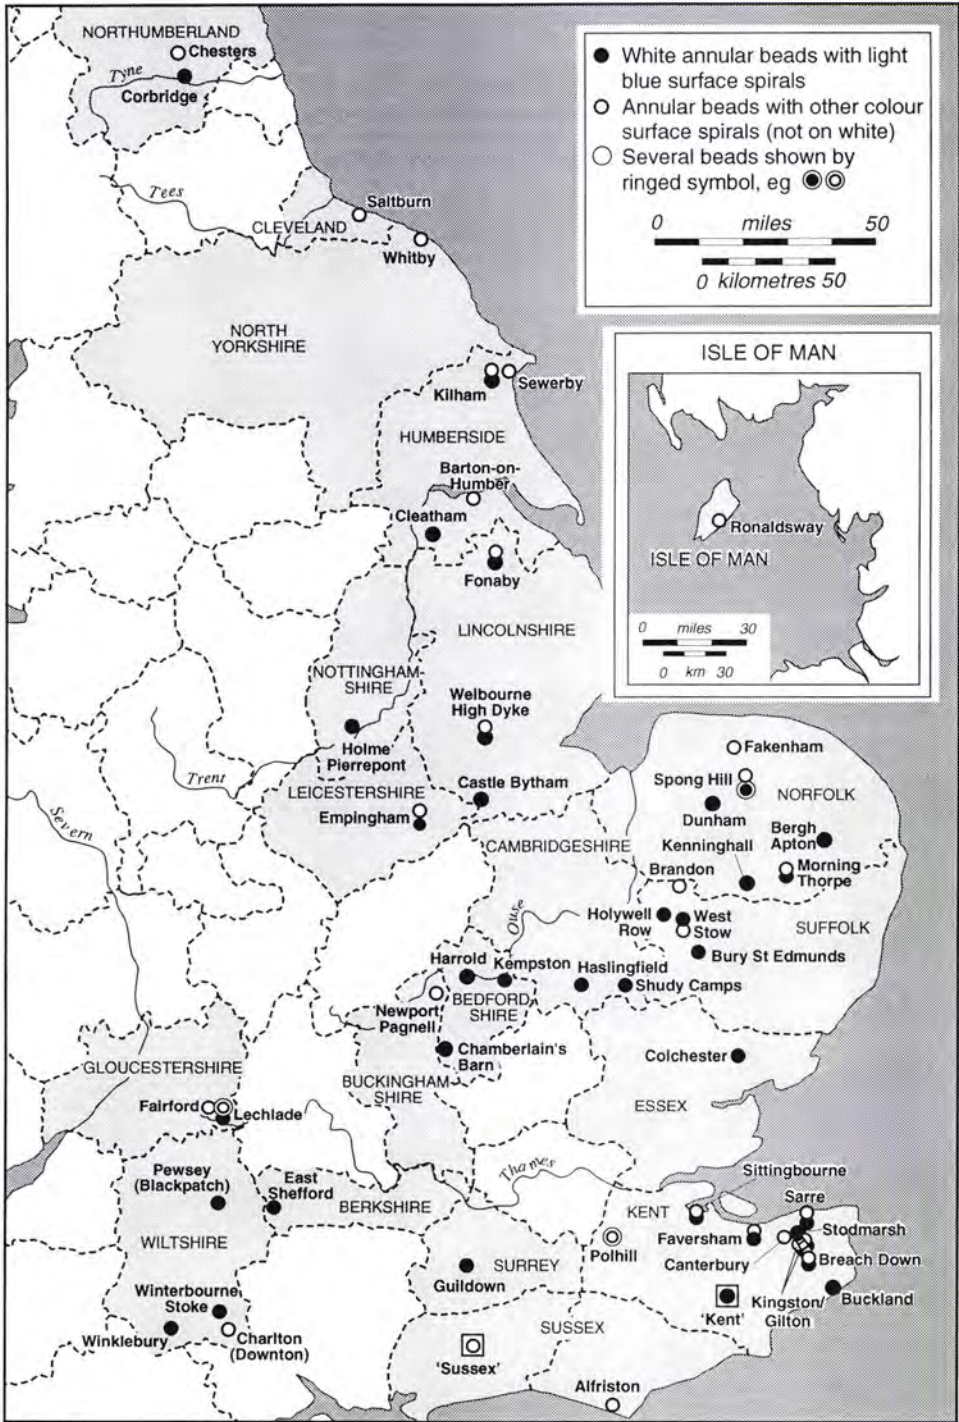 NORTHUMBERLAND
Chesters
Tyne
Corbridge
Tees
Saltburn
CLEVELAND
Whitby
NORTH
YORKSHIRE
Kilham
Sewerby
HUMBERSIDE
Barton-on-
Humber
Cleatham
Fonaby
LINCOLNSHIRE
NOTTINGHAM-
SHIRE
Welbourne
High Dyke
Holme
Pierrepont
Trent
Castle Bytham
LEICESTERSHIRE
Empingham
Severn
CAMBRIDGESHIRE
Fakenham
Spong Hill
NORFOLK
Dunham
Bergh
Apton
Kenninghall
Brandon
Morning
Thorpe
Ouse
Holywell
Row
West
Stow
SUFFOLK
Bury St Edmunds
Harrold
Kempston
Haslingfield
Shudy Camps
BEDFORD
SHIRE
Newport
Pagnell
Chamberlain's
Barn
Colchester
GLOUCESTERSHIRE
BUCKINGHAM
SHIRE
ESSEX
Fairford
Lechlade
Thames
Sittingbourne
Pewsey
(Blackpatch)
East
Shefford
BERKSHIRE
Sarre
KENT
Stodmarsh
Faversham
WILTSHIRE
Polhill
Canterbury
Breach Down
SURREY
Guildown
Winterbourne
Stoke
Buckland
Kingston/
Gilton
'Kent'
Winklebury
Charlton
(Downton)
SUSSEX
'Sussex'
Alfriston
White annular beads with light
blue surface spirals
Annular beads with other colour
surface spirals (not on white)
Several beads shown by
ringed symbol, eg
0 miles 50
0 kilometres 50
ISLE OF MAN
Ronaldsway
ISLE OF MAN
0 miles 30
0 km 30